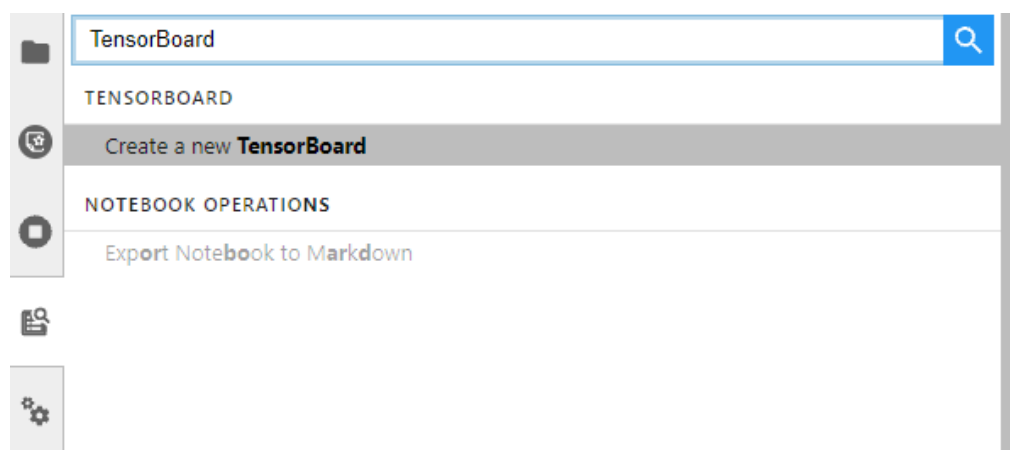 TensorBoard
TENSORBOARD
Create a new TensorBoard
NOTEBOOK OPERATIONS
Export Notebook to Markdown